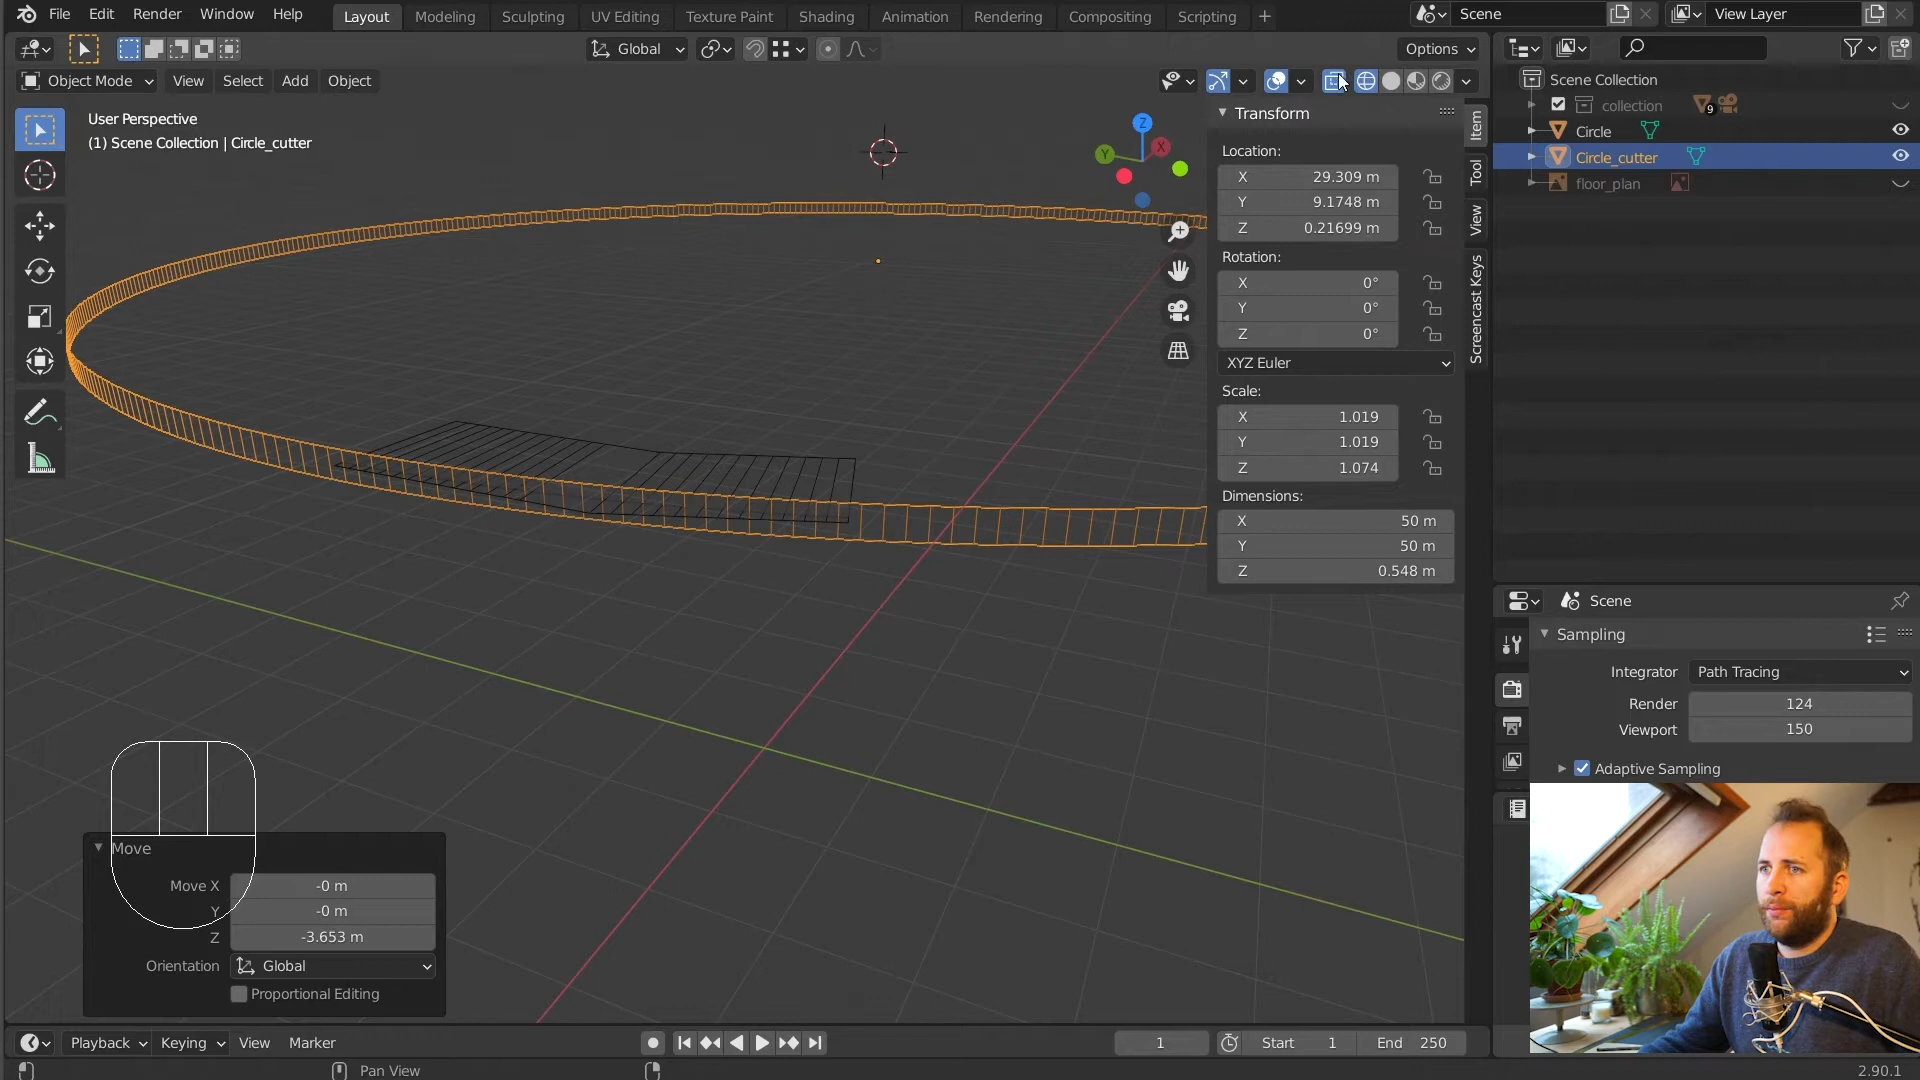 File Edit Render Window Help Layout Modeling Sculpting UV Editing Texture Paint Shading Animation Rendering Compositing Scripting Scene View Layer
Global Options
Object Mode View Select Add Object
User Perspective
(1) Scene Collection | Circle_cutter
Z
Y
X
Transform
Location:
X 29.309 m
Y 9.1748 m
Z 0.21699 m
Rotation:
X 0°
Y 0°
Z 0°
XYZ Euler
Scale:
X 1.019
Y 1.019
Z 1.074
Dimensions:
X 50 m
Y 50 m
Z 0.548 m
Item
Tool
View
Screencast Keys
Scene Collection
collection 9
Circle
Circle_cutter
floor_plan
Scene
Sampling
Integrator Path Tracing
Render 124
Viewport 150
Adaptive Sampling
Move
Move X -0 m
Y -0 m
Z -3.653 m
Orientation Global
Proportional Editing
Playback Keying View Marker 1 Start 1 End 250
Pan View 2.90.1